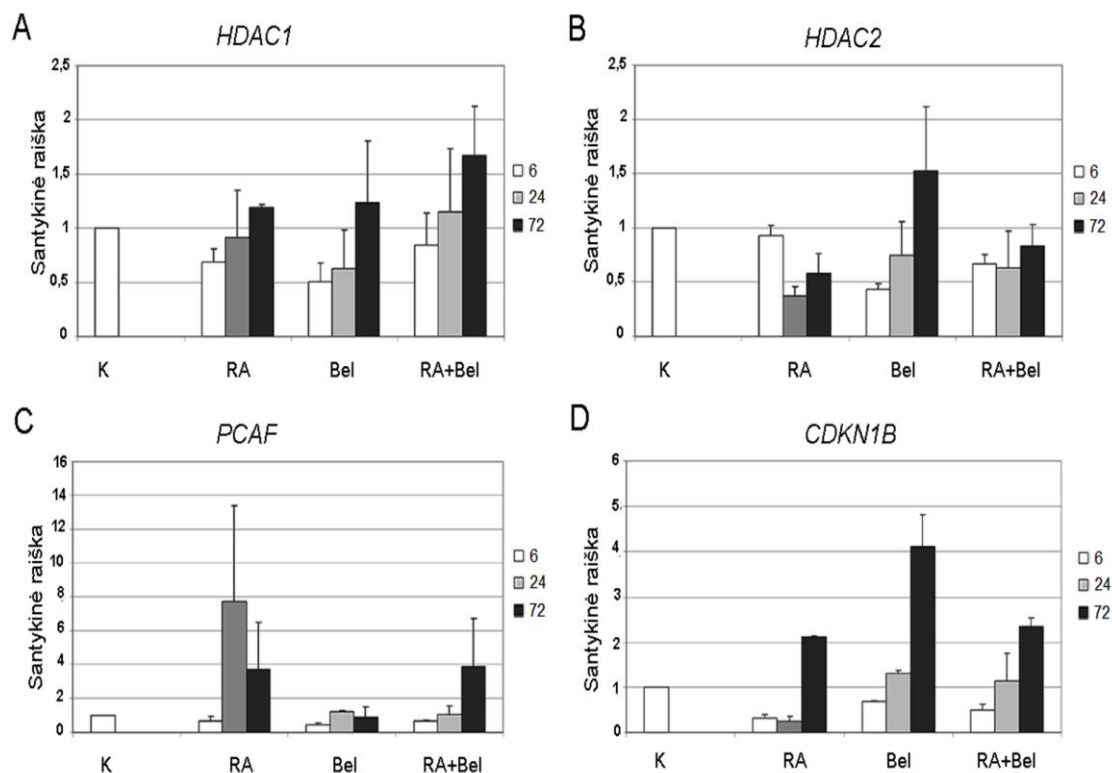 A
HDAC1
Santykinė raiška
2,5
2
1,5
1
0,5
0
K
RA
Bel
RA+Bel
6
24
72
B
HDAC2
Santykinė raiška
2,5
2
1,5
1
0,5
0
K
RA
Bel
RA+Bel
6
24
72
C
PCAF
Santykinė raiška
16
14
12
10
8
6
4
2
0
K
RA
Bel
RA+Bel
6
24
72
D
CDKN1B
Santykinė raiška
6
5
4
3
2
1
0
K
RA
Bel
RA+Bel
6
24
72